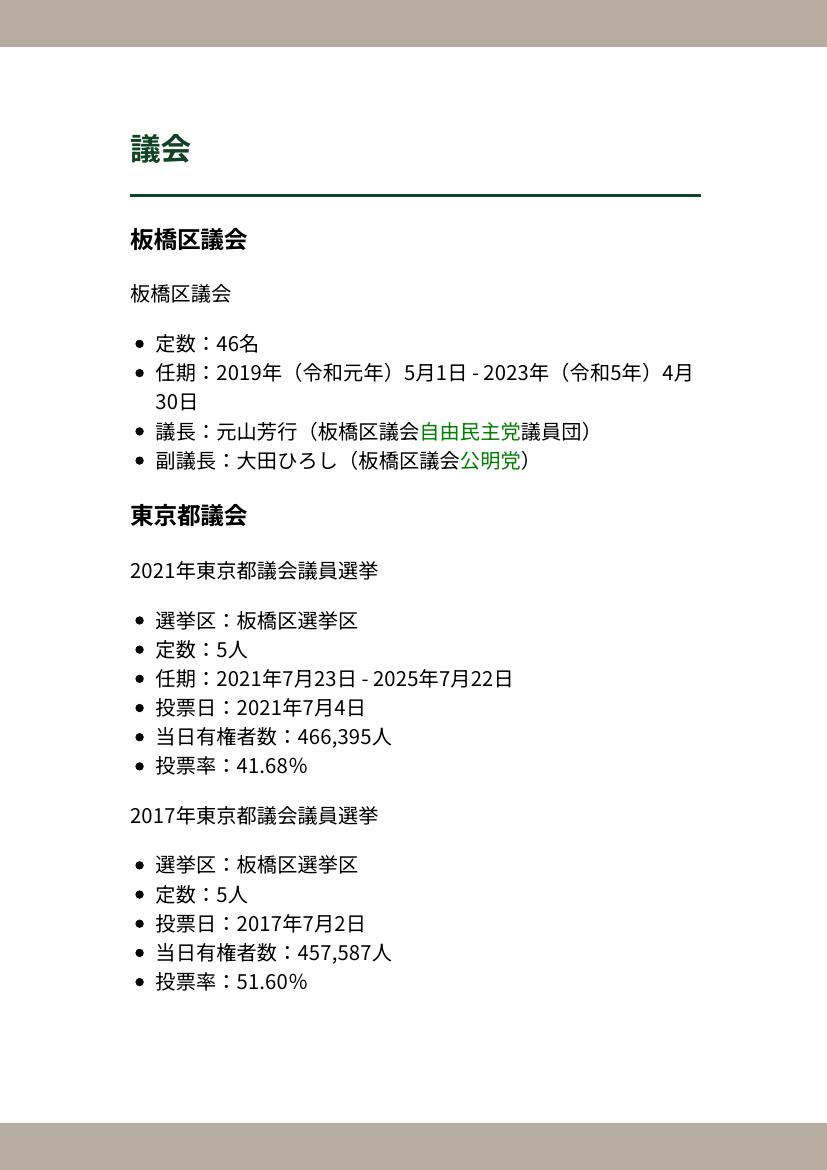 議会
板橋区議会
板橋区議会
• 定数：46名
• 任期：2019年（令和元年）5月1日 - 2023年（令和5年）4月
30日
• 議長：元山芳行（板橋区議会自由民主党議員団）
• 副議長：大田ひろし（板橋区議会公明党）
東京都議会
2021年東京都議会議員選挙
• 選挙区：板橋区選挙区
• 定数：5人
• 任期：2021年7月23日 - 2025年7月22日
• 投票日：2021年7月4日
• 当日有権者数：466,395人
• 投票率：41.68%
2017年東京都議会議員選挙
• 選挙区：板橋区選挙区
• 定数：5人
• 投票日：2017年7月2日
• 当日有権者数：457,587人
• 投票率：51.60%